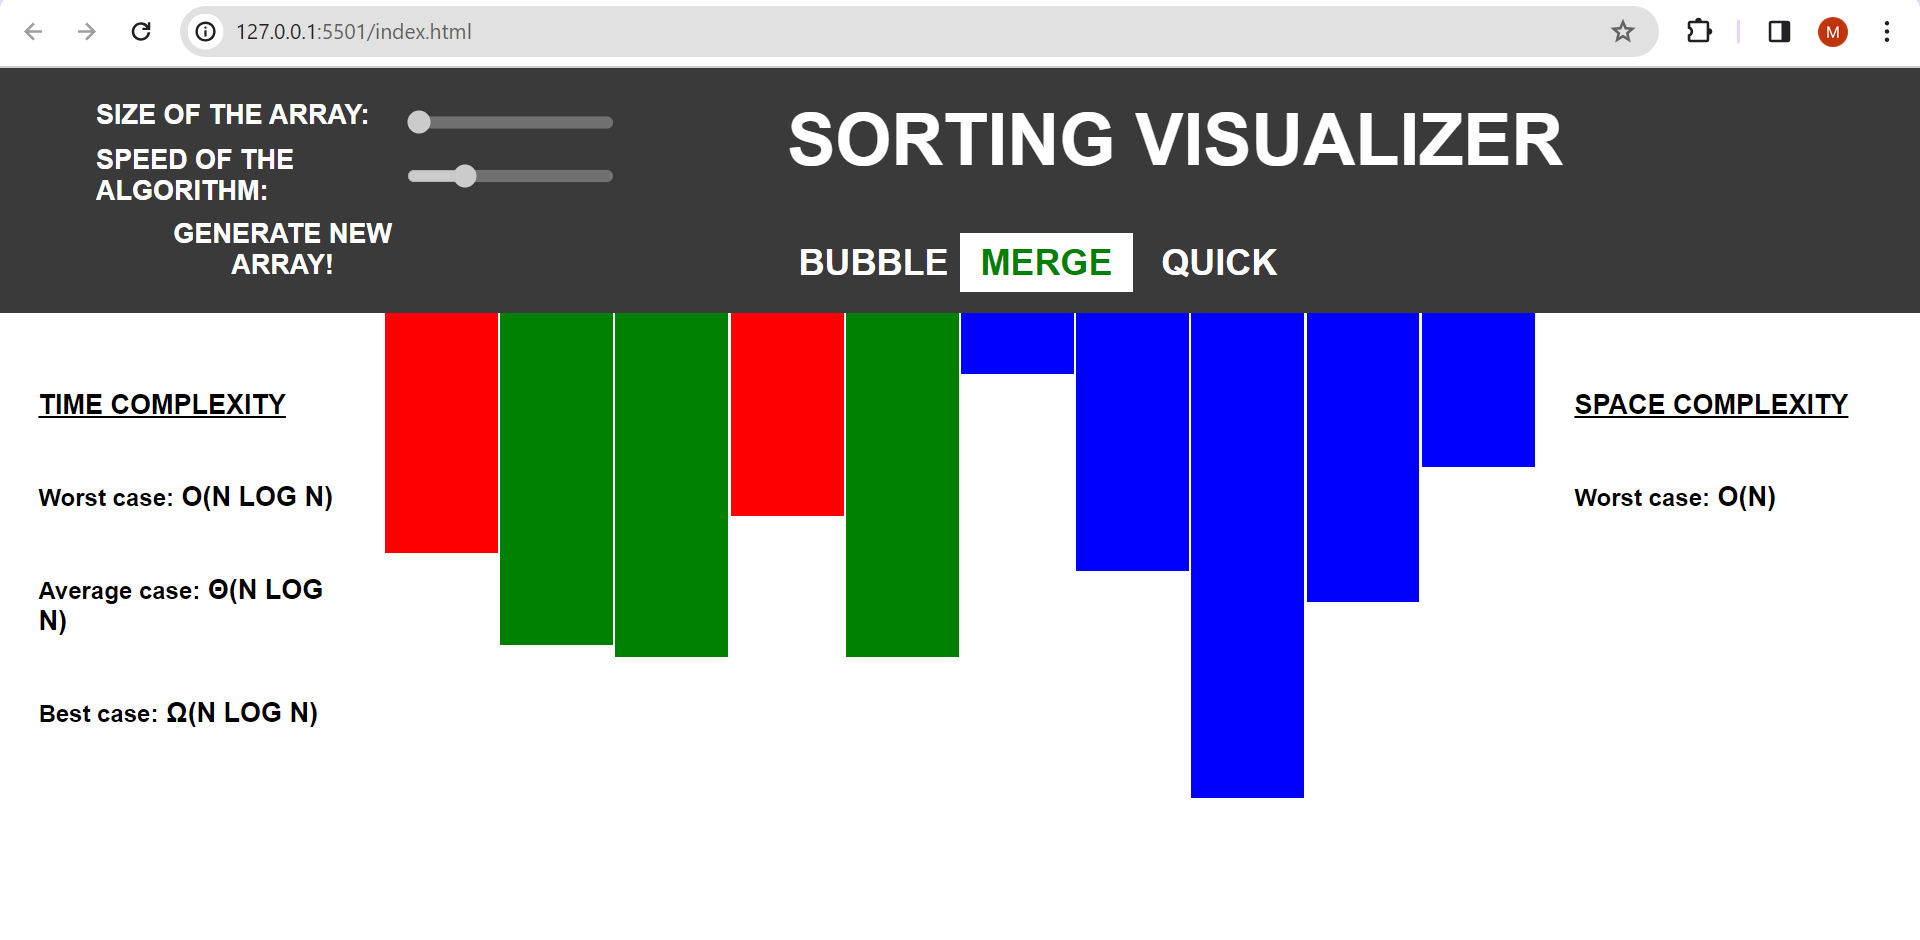 127.0.0.1:5501/index.html
M
SIZE OF THE ARRAY:
SPEED OF THE
ALGORITHM:
GENERATE NEW
ARRAY!
SORTING VISUALIZER
BUBBLE MERGE QUICK
TIME COMPLEXITY
Worst case: O(N LOG N)
Average case: Θ(N LOG
N)
Best case: Ω(N LOG N)
SPACE COMPLEXITY
Worst case: O(N)